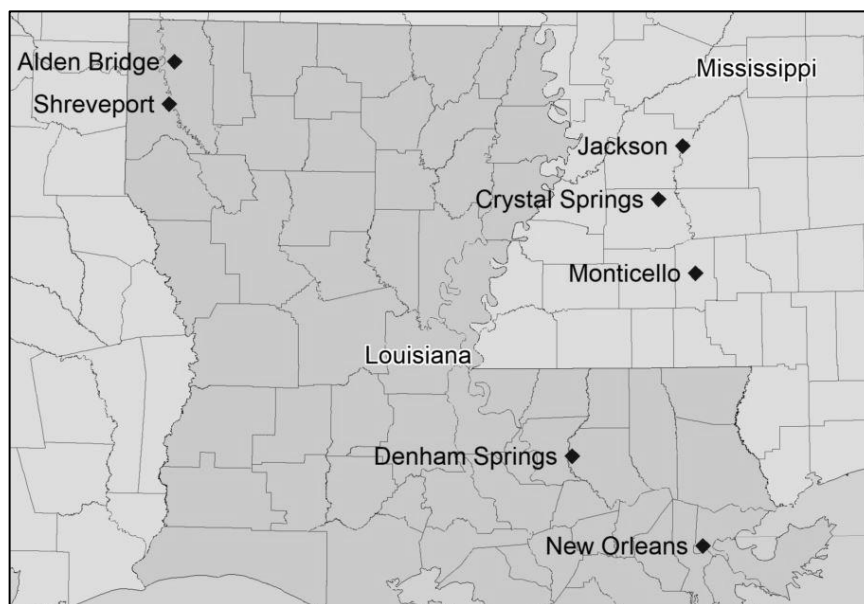 Alden Bridge
Mississippi
Shreveport
Jackson
Crystal Springs
Monticello
Louisiana
Denham Springs
New Orleans